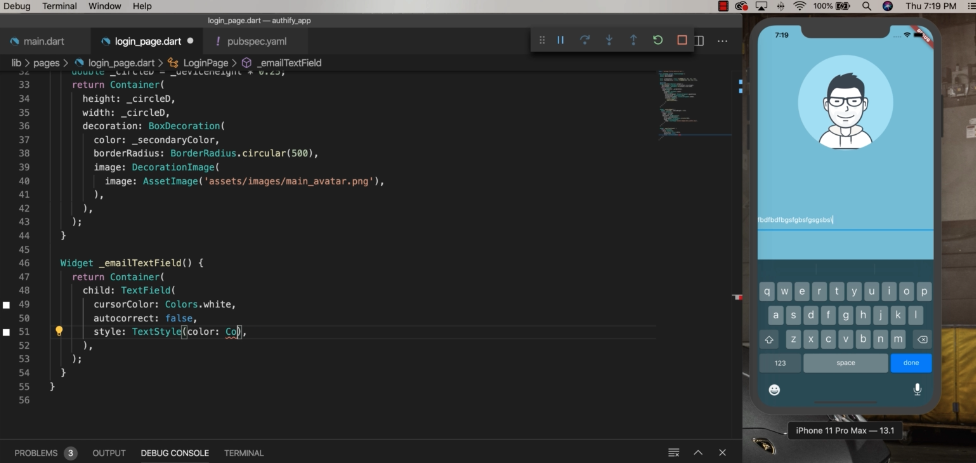 Debug Terminal Window Help 100% Thu 7:19 PM
login_page.dart — authify_app
main.dart login_page.dart ! pubspec.yaml
lib > pages > login_page.dart > LoginPage > _emailTextField
32 double _circleD = _deviceHeight * 0.25;
33 return Container(
34 height: _circleD,
35 width: _circleD,
36 decoration: BoxDecoration(
37 color: _secondaryColor,
38 borderRadius: BorderRadius.circular(500),
39 image: DecorationImage(
40 image: AssetImage('assets/images/main_avatar.png'),
41 ),
42 ),
43 );
44 }
45
46 Widget _emailTextField() {
47 return Container(
48 child: TextField(
49 cursorColor: Colors.white,
50 autocorrect: false,
51 style: TextStyle(color: Co),
52 ),
53 );
54 }
55 }
56
PROBLEMS 3 OUTPUT DEBUG CONSOLE TERMINAL
7:19
q w e r t y u i o p
a s d f g h j k l
z x c v b n m
123 space done
iPhone 11 Pro Max — 13.1